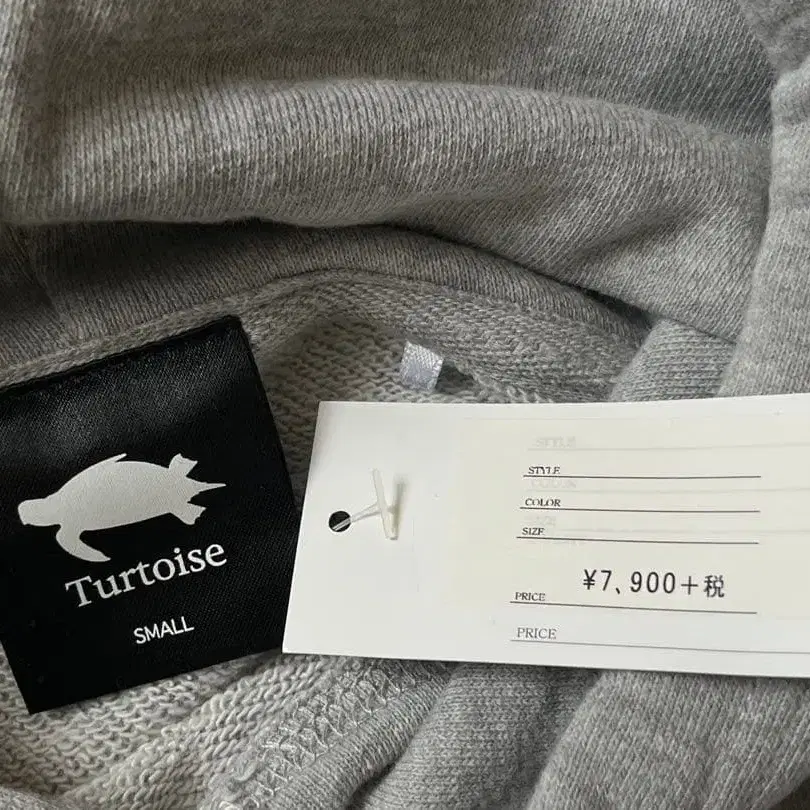 Turtoise
SMALL
STYLE
STYLE
COLOR
SIZE
PRICE ¥7、900+税
PRICE